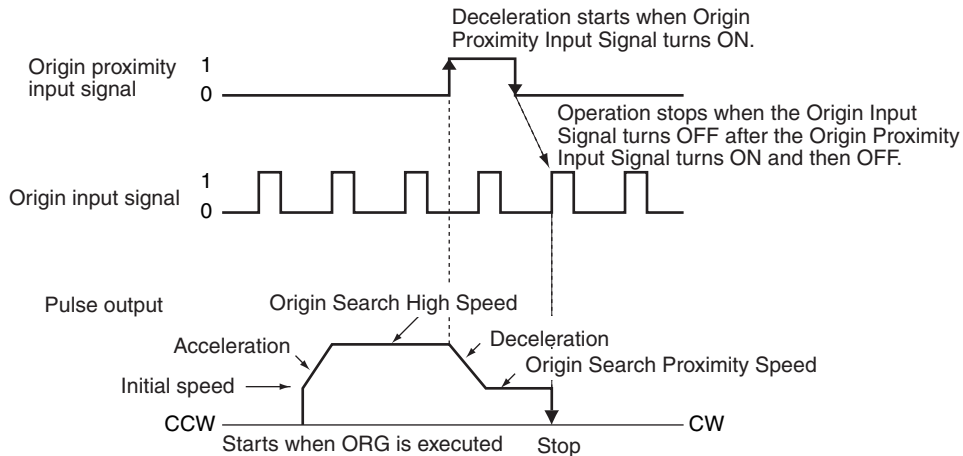 Deceleration starts when Origin
Proximity Input Signal turns ON.
Origin proximity
input signal
1
0
Operation stops when the Origin Input
Signal turns OFF after the Origin Proximity
Input Signal turns ON and then OFF.
Origin input signal
1
0
Pulse output
Origin Search High Speed
Acceleration
Deceleration
Origin Search Proximity Speed
Initial speed
CCW
CW
Starts when ORG is executed
Stop